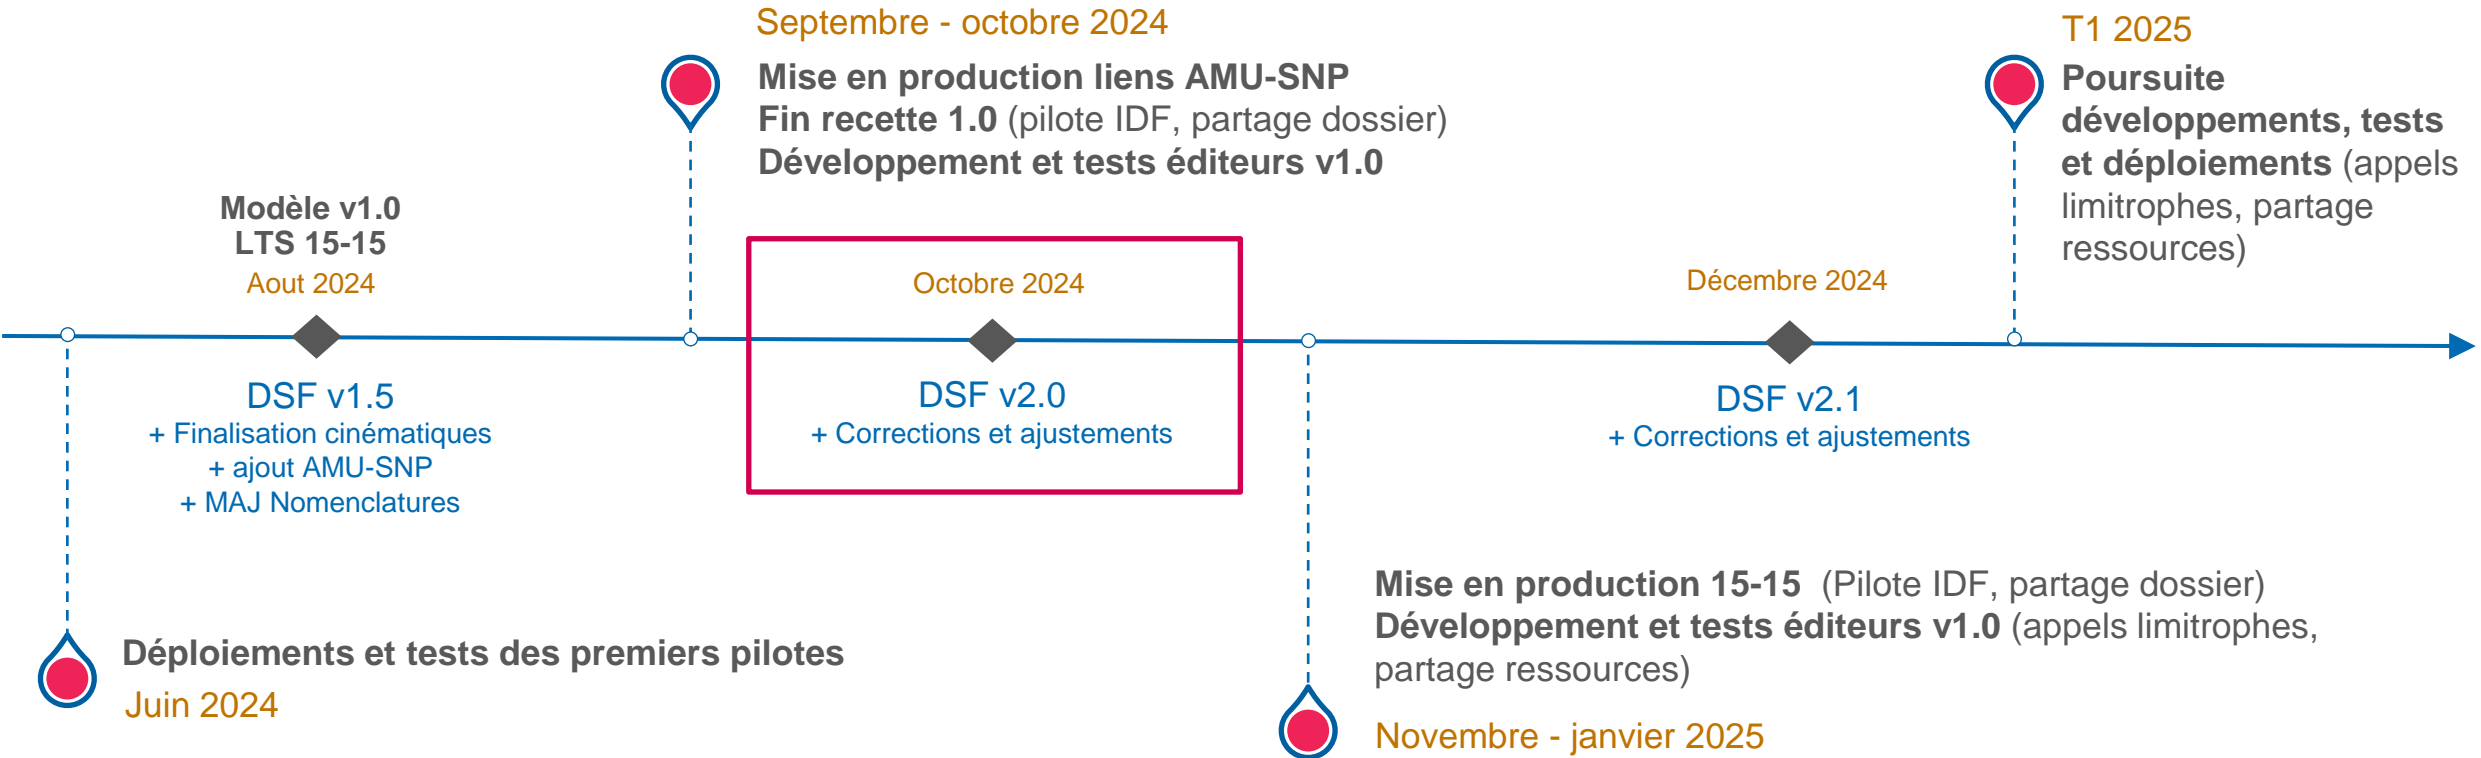 Septembre - octobre 2024
Mise en production liens AMU-SNP
Fin recette 1.0 (pilote IDF, partage dossier)
Développement et tests éditeurs v1.0
T1 2025
Poursuite
développements, tests
et déploiements (appels
limitrophes, partage
ressources)
Modèle v1.0
LTS 15-15
Aout 2024
Octobre 2024
Décembre 2024
DSF v1.5
+ Finalisation cinématiques
+ ajout AMU-SNP
+ MAJ Nomenclatures
DSF v2.0
+ Corrections et ajustements
DSF v2.1
+ Corrections et ajustements
Déploiements et tests des premiers pilotes
Juin 2024
Mise en production 15-15 (Pilote IDF, partage dossier)
Développement et tests éditeurs v1.0 (appels limitrophes,
partage ressources)
Novembre - janvier 2025